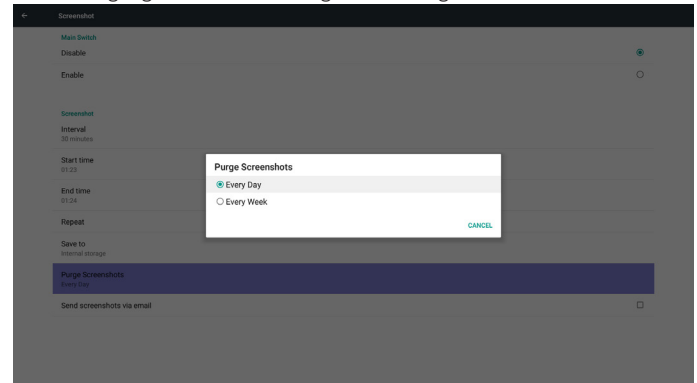 Screenshot
Main Switch
Disable
Enable
Screenshot
Interval
30 minutes
Start time
01:23
End time
01:24
Repeat
Save to
Internal storage
Purge Screenshots
Every Day
Send screenshots via email
Purge Screenshots
Every Day
Every Week
CANCEL